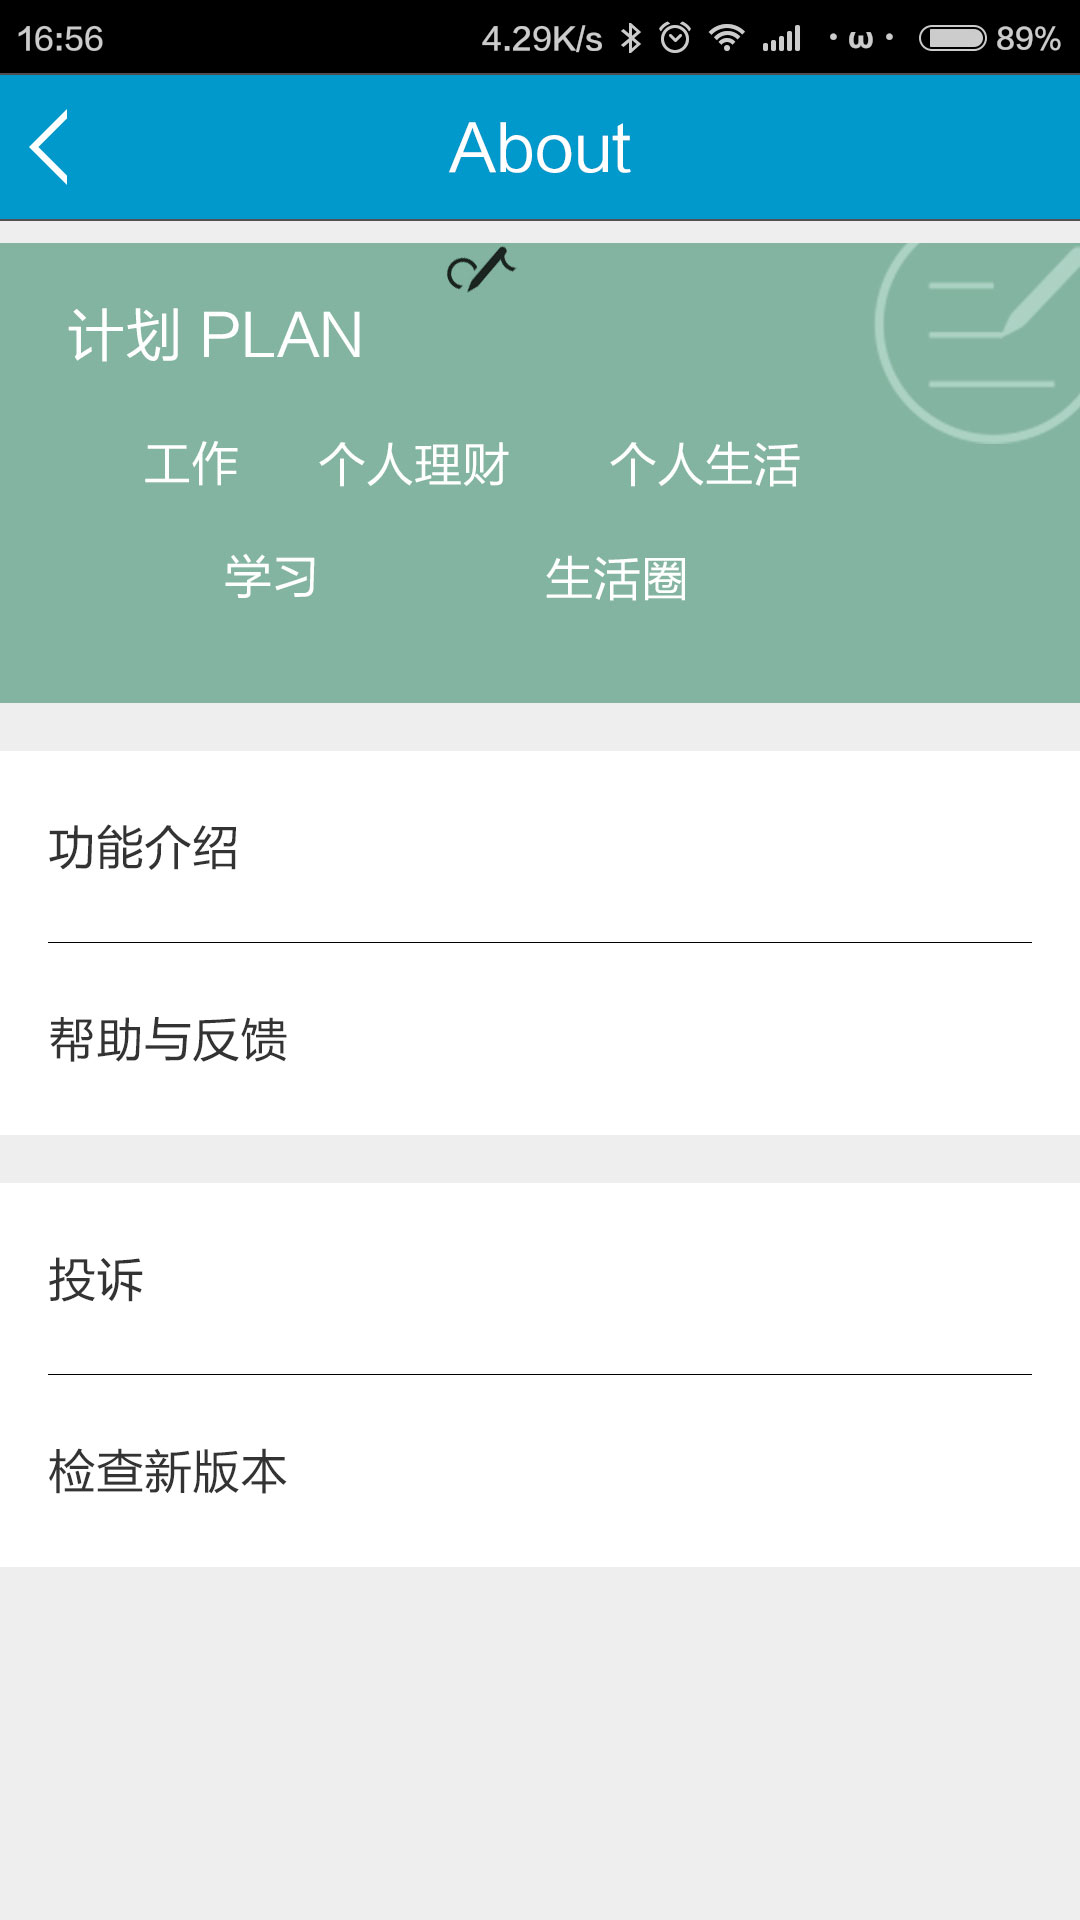 16:56 4.29K/s ·ω· 89%
About
计划 PLAN
工作 个人理财 个人生活
学习 生活圈
功能介绍
帮助与反馈
投诉
检查新版本